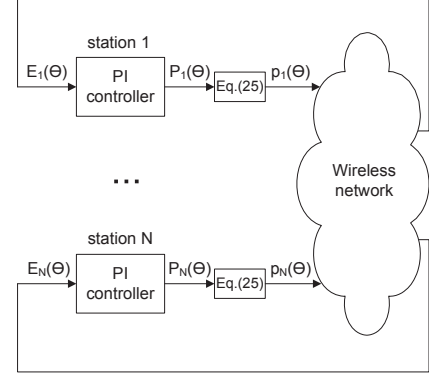 station 1
E1(Θ) PI controller P1(Θ) Eq.(25) p1(Θ)
...
Wireless network
station N
EN(Θ) PI controller PN(Θ) Eq.(25) pN(Θ)